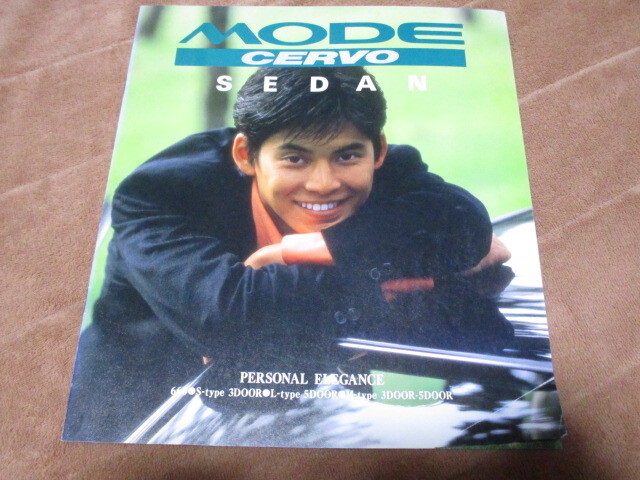 MODE
CERVO
SEDAN
PERSONAL ELEGANCE
660●S-type 3DOOR●L-type 5DOOR●M-type 3DOOR·5DOOR